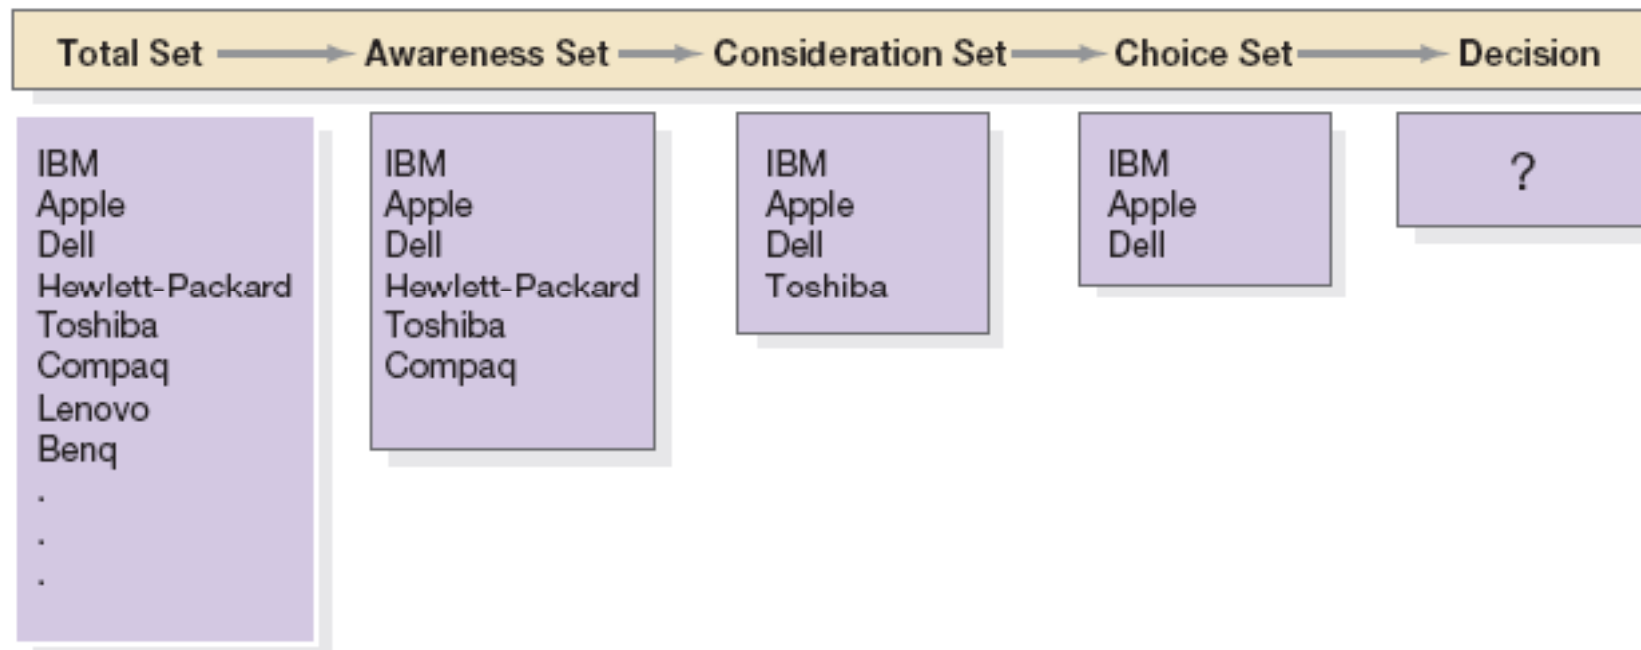 Total Set Awareness Set Consideration Set Choice Set Decision
IBM
Apple
Dell
Hewlett-Packard
Toshiba
Compaq
Lenovo
Benq
.
.
.
IBM
Apple
Dell
Hewlett-Packard
Toshiba
Compaq
IBM
Apple
Dell
Toshiba
IBM
Apple
Dell
?